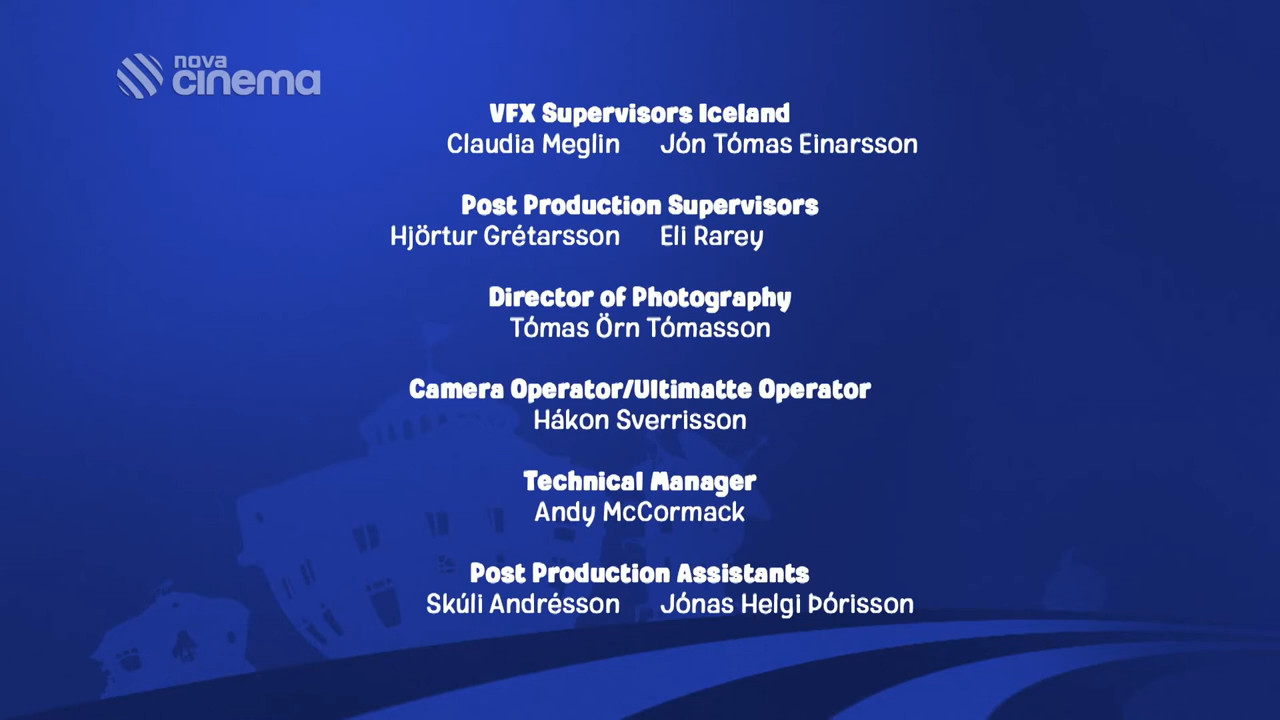 nova
cinema
VFX Supervisors Iceland
Claudia Meglin Jón Tómas Einarsson
Post Production Supervisors
Hjörtur Grétarsson Eli Rarey
Director of Photography
Tómas Örn Tómasson
Camera Operator/Ultimatte Operator
Hákon Sverrisson
Technical Manager
Andy McCormack
Post Production Assistants
Skúli Andrésson Jónas Helgi Þórisson